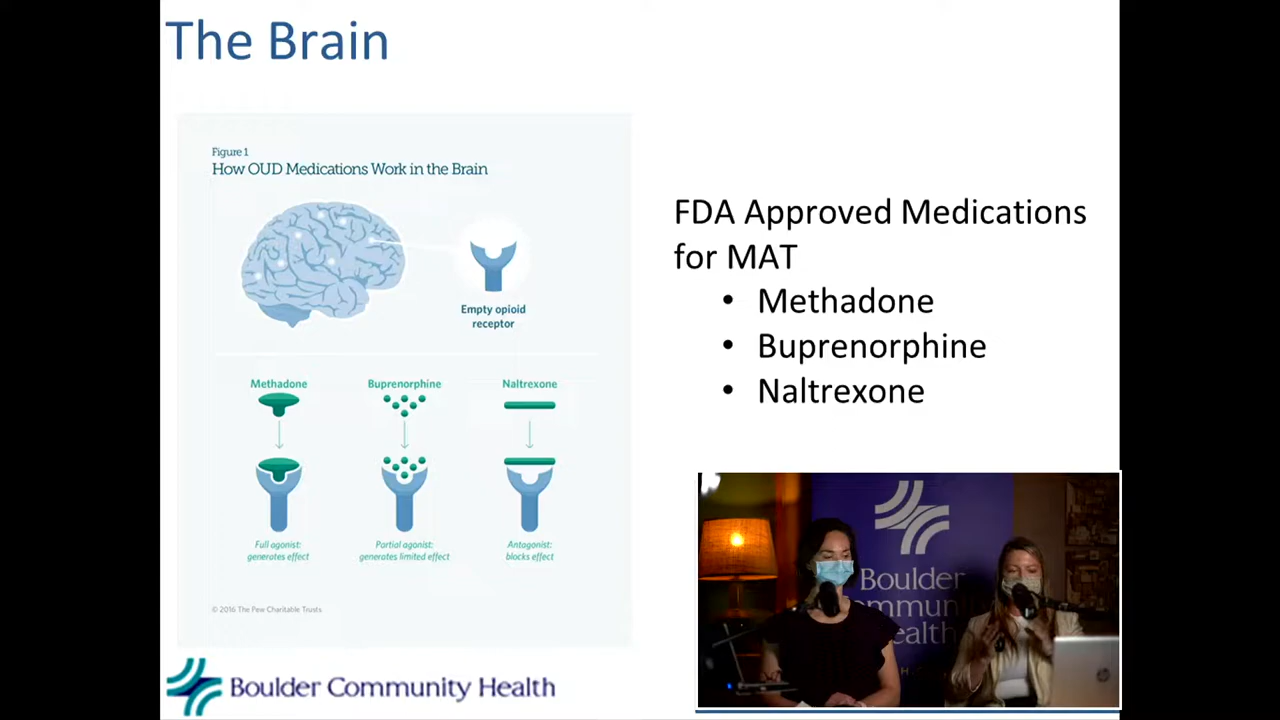 The Brain
Figure 1
How OUD Medications Work in the Brain
Empty opioid
receptor
Methadone
Buprenorphine
Naltrexone
Full agonist:
generates effect
Partial agonist:
generates limited effect
Antagonist:
blocks effect
© 2016 The Pew Charitable Trusts
FDA Approved Medications
for MAT
• Methadone
• Buprenorphine
• Naltrexone
Boulder
Commun
ealth
Boulder Community Health